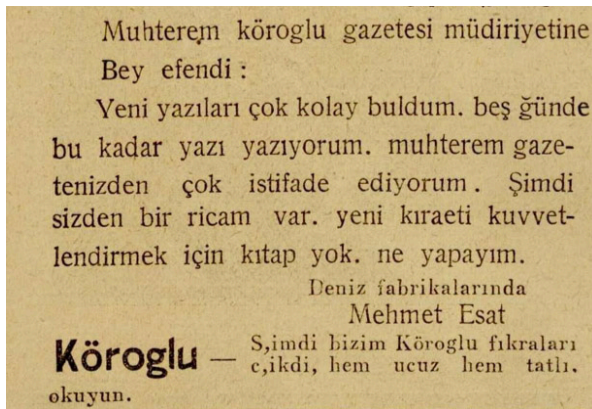 Muhterem köroglu gazetesi müdiriyetine
Bey efendi :
Yeni yazıları çok kolay buldum. beş ğünde
bu kadar yazı yazıyorum. muhterem gaze-
tenizden çok istifade ediyorum . Şimdi
sizden bir ricam var. yeni kıraeti kuvvet-
lendirmek için kıtap yok. ne yapayım.
Deniz fabrikalarında
Mehmet Esat
Köroglu — S,imdi bizim Köroglu fıkraları
c,ikdi, hem ucuz hem tatlı.
okuyun.